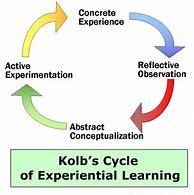 Concrete
Experience
Reflective
Observation
Abstract
Conceptualization
Active
Experimentation
Kolb's Cycle
of Experiential Learning